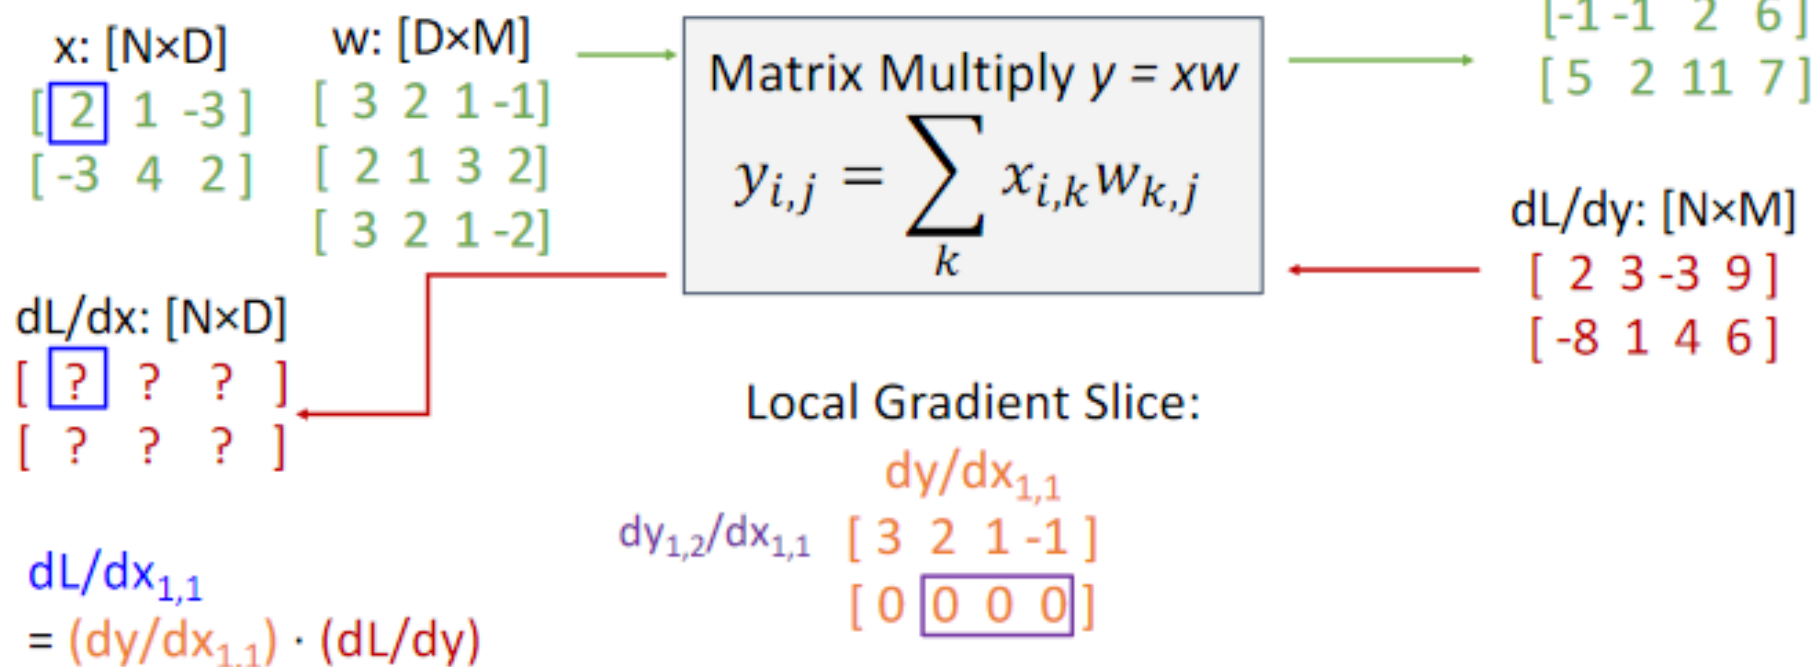 x: [N×D]
[ 2 1 -3 ]
[ -3 4 2 ]
w: [D×M]
[ 3 2 1 -1]
[ 2 1 3 2]
[ 3 2 1 -2]
Matrix Multiply y = xw
y_{i,j} = ∑_k x_{i,k}w_{k,j}
[-1 -1 2 6 ]
[ 5 2 11 7 ]
dL/dy: [N×M]
[ 2 3 -3 9 ]
[ -8 1 4 6 ]
dL/dx: [N×D]
[ ? ? ? ]
[ ? ? ? ]
Local Gradient Slice:
dy/dx_{1,1}
dy_{1,2}/dx_{1,1} [ 3 2 1 -1 ]
[ 0 0 0 0 ]
dL/dx_{1,1}
= (dy/dx_{1,1}) · (dL/dy)